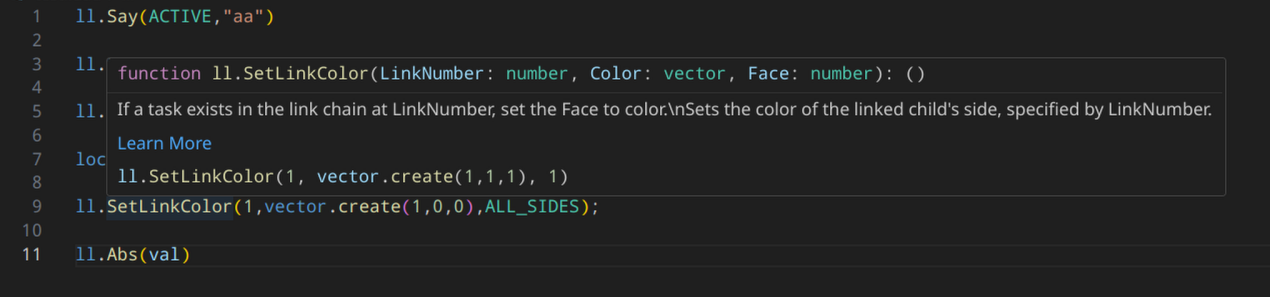 1 ll.Say(ACTIVE,"aa")
2
3 ll.
function ll.SetLinkColor(LinkNumber: number, Color: vector, Face: number): ()
4
5 ll.
If a task exists in the link chain at LinkNumber, set the Face to color.\nSets the color of the linked child's side, specified by LinkNumber.
6
Learn More
7 loc
ll.SetLinkColor(1, vector.create(1,1,1), 1)
8
9 ll.SetLinkColor(1,vector.create(1,0,0),ALL_SIDES);
10
11 ll.Abs(val)